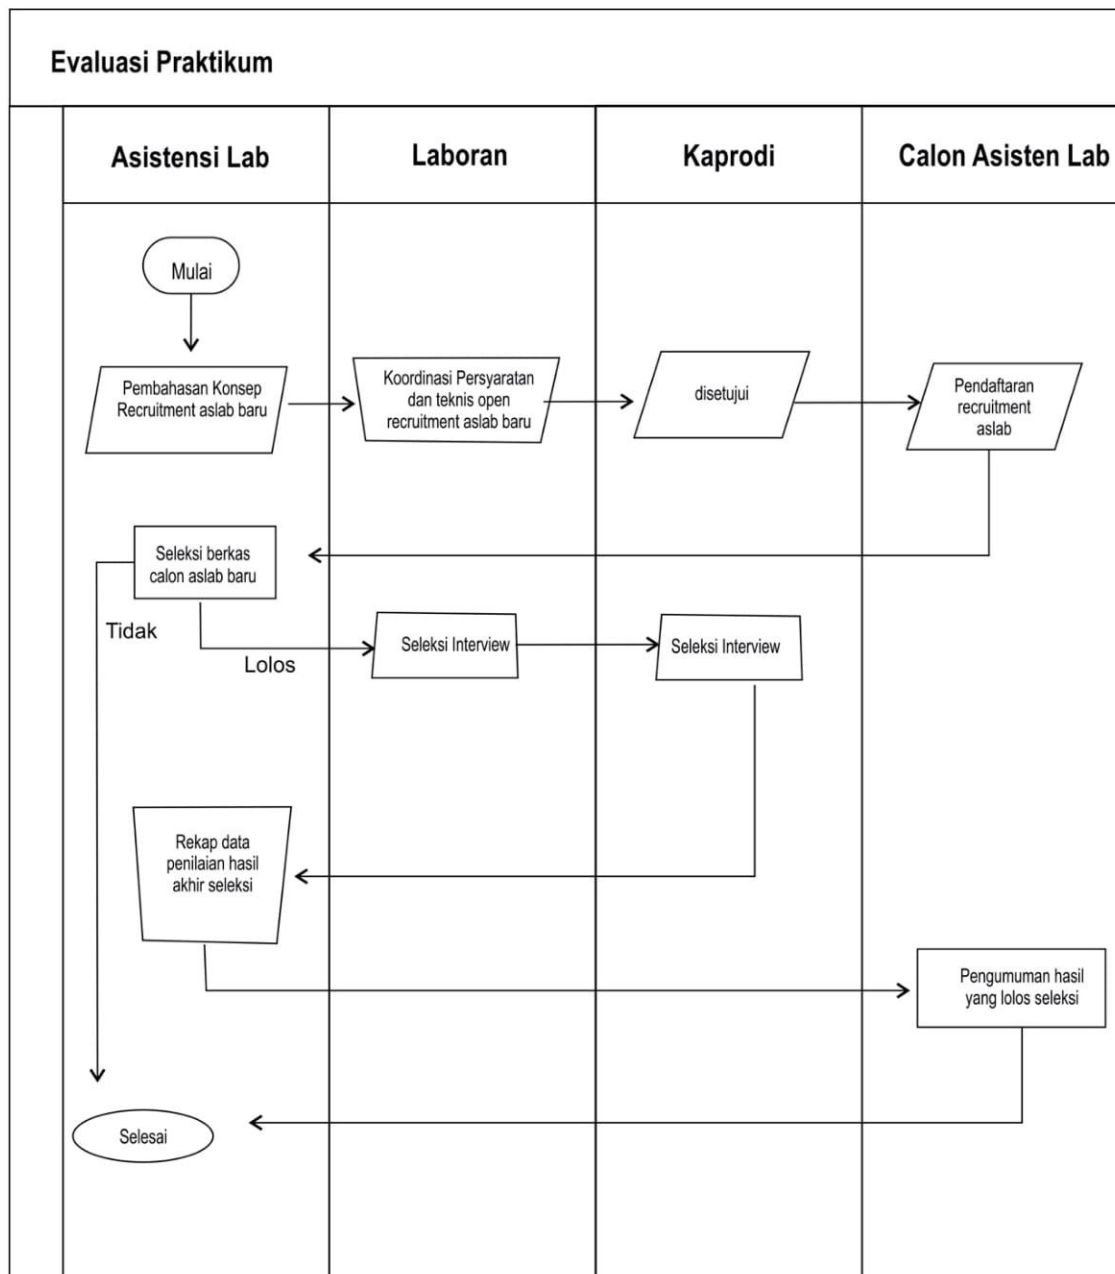 Evaluasi Praktikum
Asistensi Lab
Laboran
Kaprodi
Calon Asisten Lab
Mulai
Pembahasan Konsep
Recruitment aslab baru
Koordinasi Persyaratan
dan teknis open
recruitment aslab baru
disetujui
Pendaftaran
recruitment
aslab
Seleksi berkas
calon aslab baru
Tidak
Lolos
Seleksi Interview
Seleksi Interview
Rekap data
penilaian hasil
akhir seleksi
Pengumuman hasil
yang lolos seleksi
Selesai